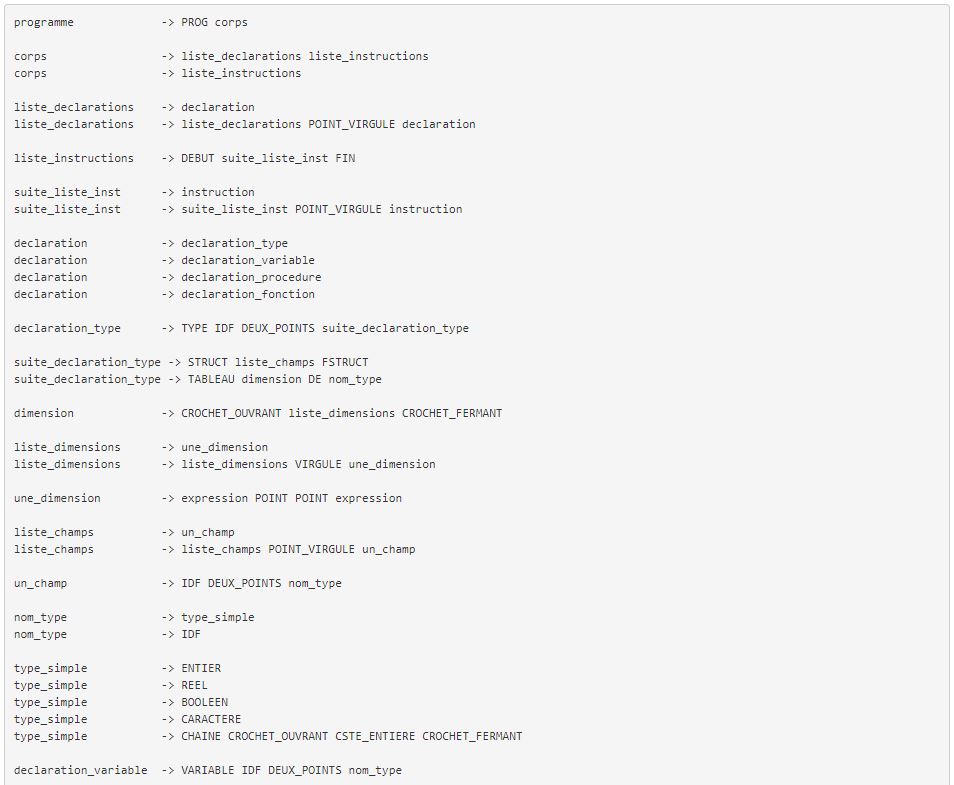 programme -> PROG corps
corps -> liste_declarations liste_instructions
corps -> liste_instructions
liste_declarations -> declaration
liste_declarations -> liste_declarations POINT_VIRGULE declaration
liste_instructions -> DEBUT suite_liste_inst FIN
suite_liste_inst -> instruction
suite_liste_inst -> suite_liste_inst POINT_VIRGULE instruction
declaration -> declaration_type
declaration -> declaration_variable
declaration -> declaration_procedure
declaration -> declaration_fonction
declaration_type -> TYPE IDF DEUX_POINTS suite_declaration_type
suite_declaration_type -> STRUCT liste_champs FSTRUCT
suite_declaration_type -> TABLEAU dimension DE nom_type
dimension -> CROCHET_OUVRANT liste_dimensions CROCHET_FERMANT
liste_dimensions -> une_dimension
liste_dimensions -> liste_dimensions VIRGULE une_dimension
une_dimension -> expression POINT POINT expression
liste_champs -> un_champ
liste_champs -> liste_champs POINT_VIRGULE un_champ
un_champ -> IDF DEUX_POINTS nom_type
nom_type -> type_simple
nom_type -> IDF
type_simple -> ENTIER
type_simple -> REEL
type_simple -> BOOLEEN
type_simple -> CARACTERE
type_simple -> CHAINE CROCHET_OUVRANT CSTE_ENTIERE CROCHET_FERMANT
declaration_variable -> VARIABLE IDF DEUX_POINTS nom_type